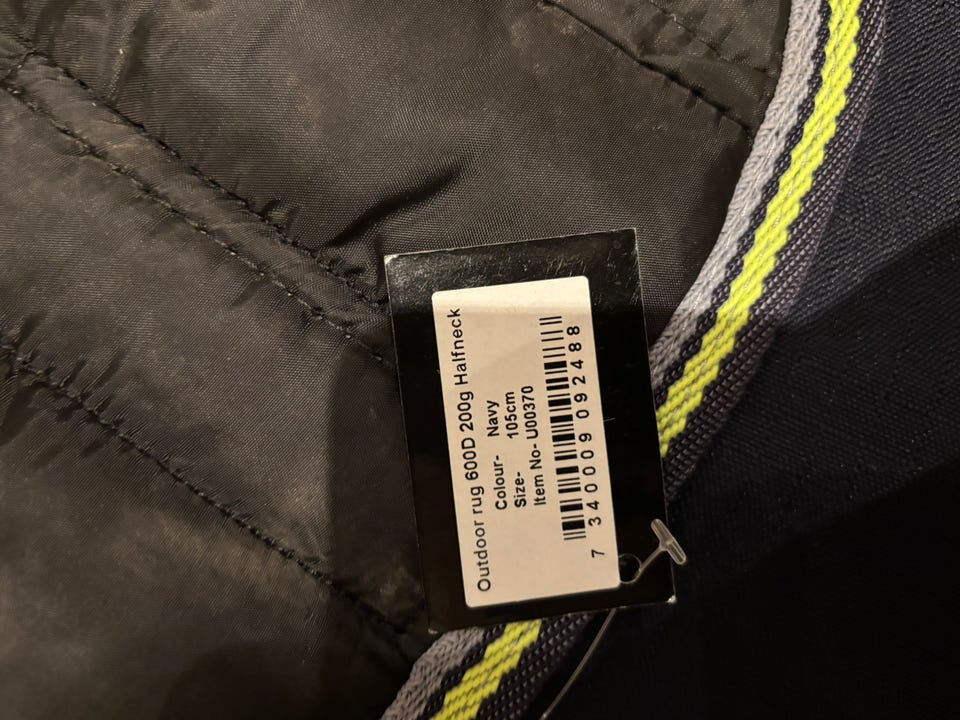 Outdoor rug 600D 200g Halfneck
Colour- Navy
Size- 105cm
Item No- U00370
7 340009 092488